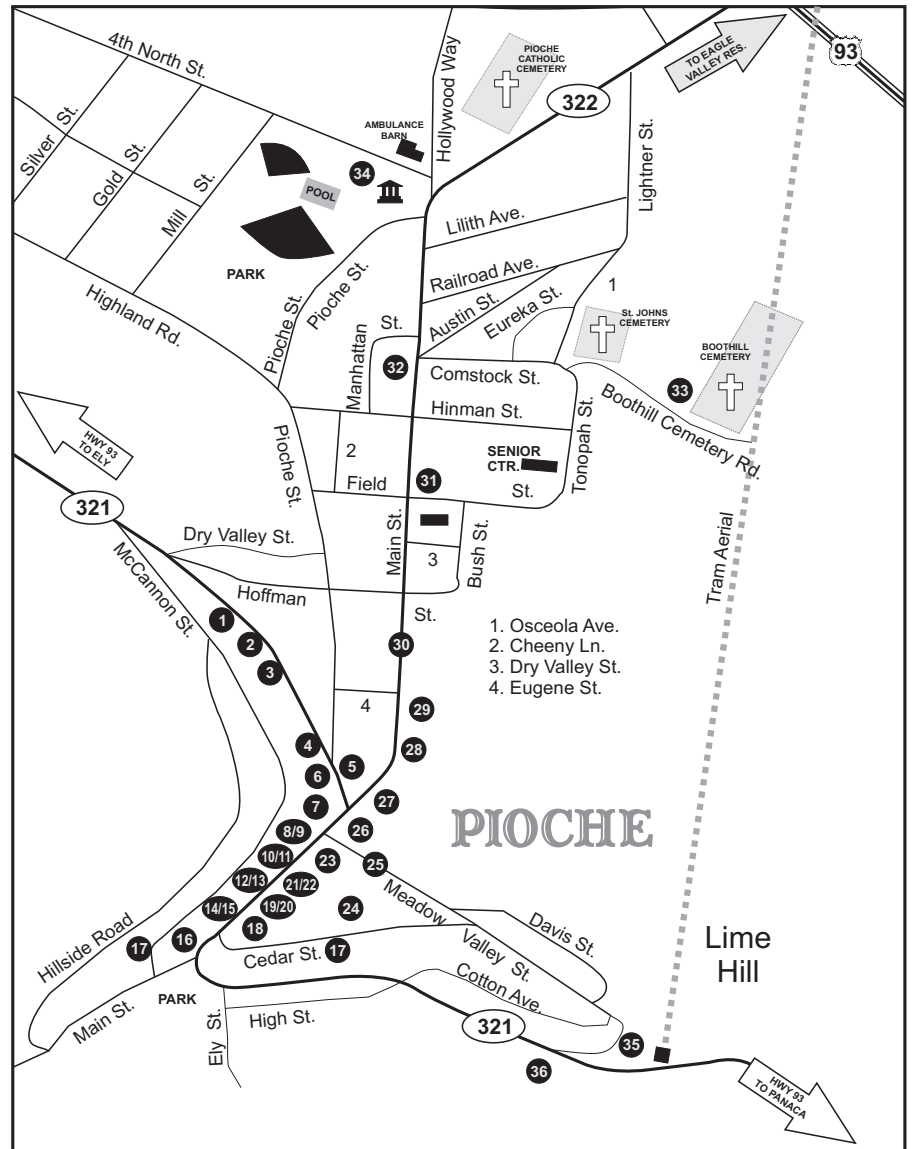 4th North St.
Silver St.
Gold St.
Mill St.
Highland Rd.
PARK
POOL
34
AMBULANCE
BARN
Hollywood Way
PIOCHE
CATHOLIC
CEMETERY
322
TO EAGLE
VALLEY RES.
93
Lightner St.
Lilith Ave.
Railroad Ave.
Austin St.
Eureka St.
1
St. JOHNS
CEMETERY
BOOTHILL
CEMETERY
33
Boothill Cemetery Rd.
Pioche St.
Pioche St.
Manhattan St.
32
Comstock St.
Hinman St.
Tonopah St.
Pioche St.
2
Field St.
31
SENIOR
CTR.
HWY 93
TO ELY
321
Dry Valley St.
Main St.
3
Bush St.
Hoffman St.
McCannon St.
Tram Aerial
1
2
3
30
1. Osceola Ave.
2. Cheeny Ln.
3. Dry Valley St.
4. Eugene St.
4
29
28
4
5
6
7
27
26
8/9
10/11
12/13
14/15
23
25
21/22
19/20
18
24
16
17
17
PIOCHE
Meadow Valley St.
Davis St.
Cedar St.
Cotton Ave.
Lime
Hill
Hillside Road
Main St.
PARK
Ely St.
High St.
321
35
36
HWY 93
TO PANACA